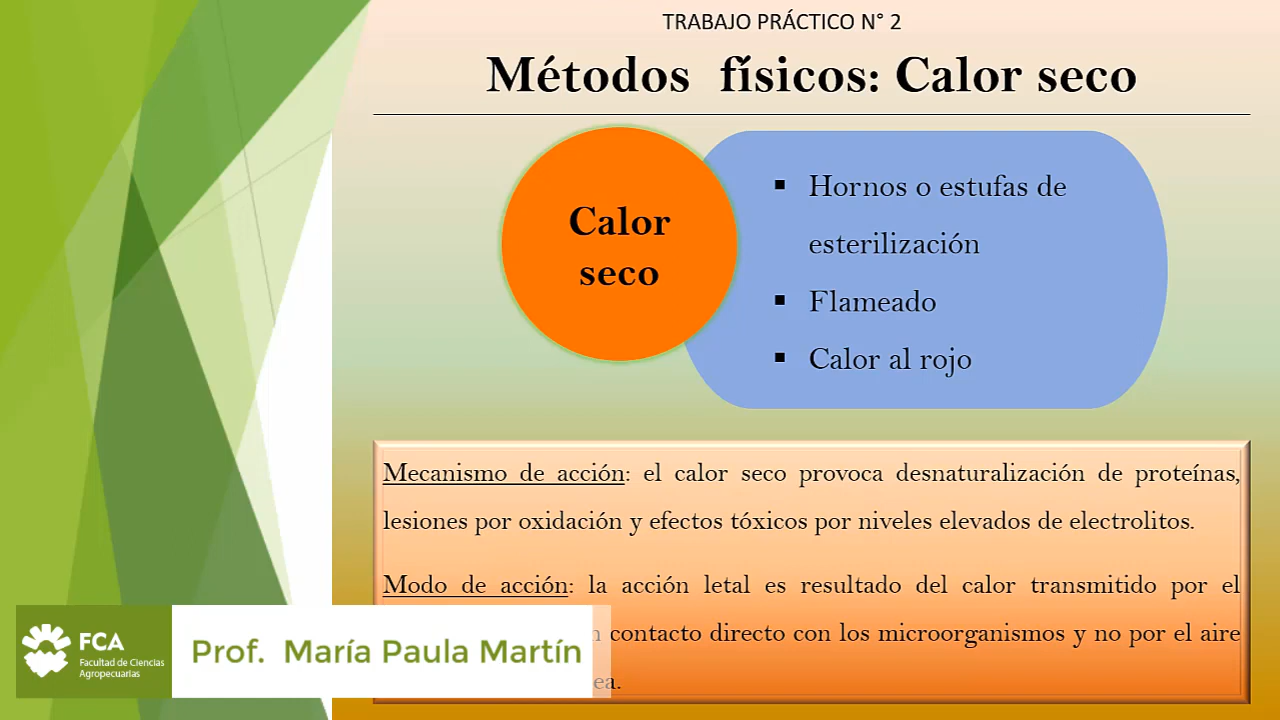 TRABAJO PRÁCTICO N° 2
Métodos físicos: Calor seco
Calor
seco
▪ Hornos o estufas de
esterilización
▪ Flameado
▪ Calor al rojo
Mecanismo de acción: el calor seco provoca desnaturalización de proteínas,
lesiones por oxidación y efectos tóxicos por niveles elevados de electrolitos.
Modo de acción: la acción letal es resultado del calor transmitido por el
contacto directo con los microorganismos y no por el aire
FCA
Facultad de Ciencias
Agropecuarias
Prof. María Paula Martín